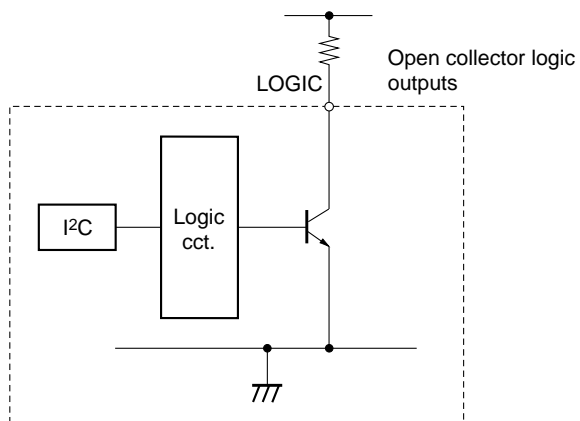 Open collector logic
outputs
LOGIC
I²C
Logic
cct.